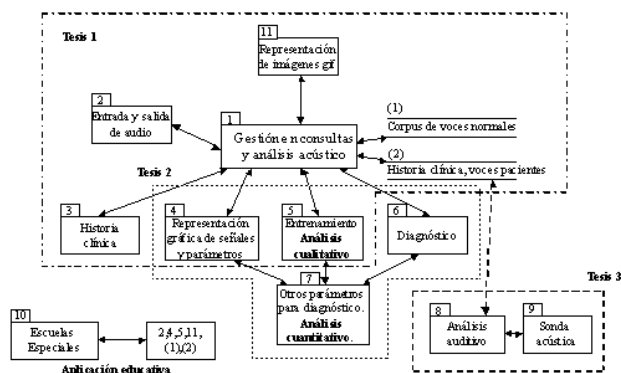 Tesis 1
11
Representación
de imágenes gif
2
Entrada y salida
de audio
1
Gestión en consultas
y análisis acústico
(1)
Corpus de voces normales
(2)
Historia clínica, voces pacientes
Tesis 2
3
Historia
clínica
4
Representación
gráfica de señales
y parámetros
5
Entrenamiento
Análisis
cualitativo
6
Diagnóstico
7
Otros parámetros
para diagnóstico.
Análisis
cuantitativo.
Tesis 3
8
Análisis
auditivo
9
Sonda
acústica
10
Escuelas
Especiales
2,4,5,11,
(1),(2)
Aplicación educativa